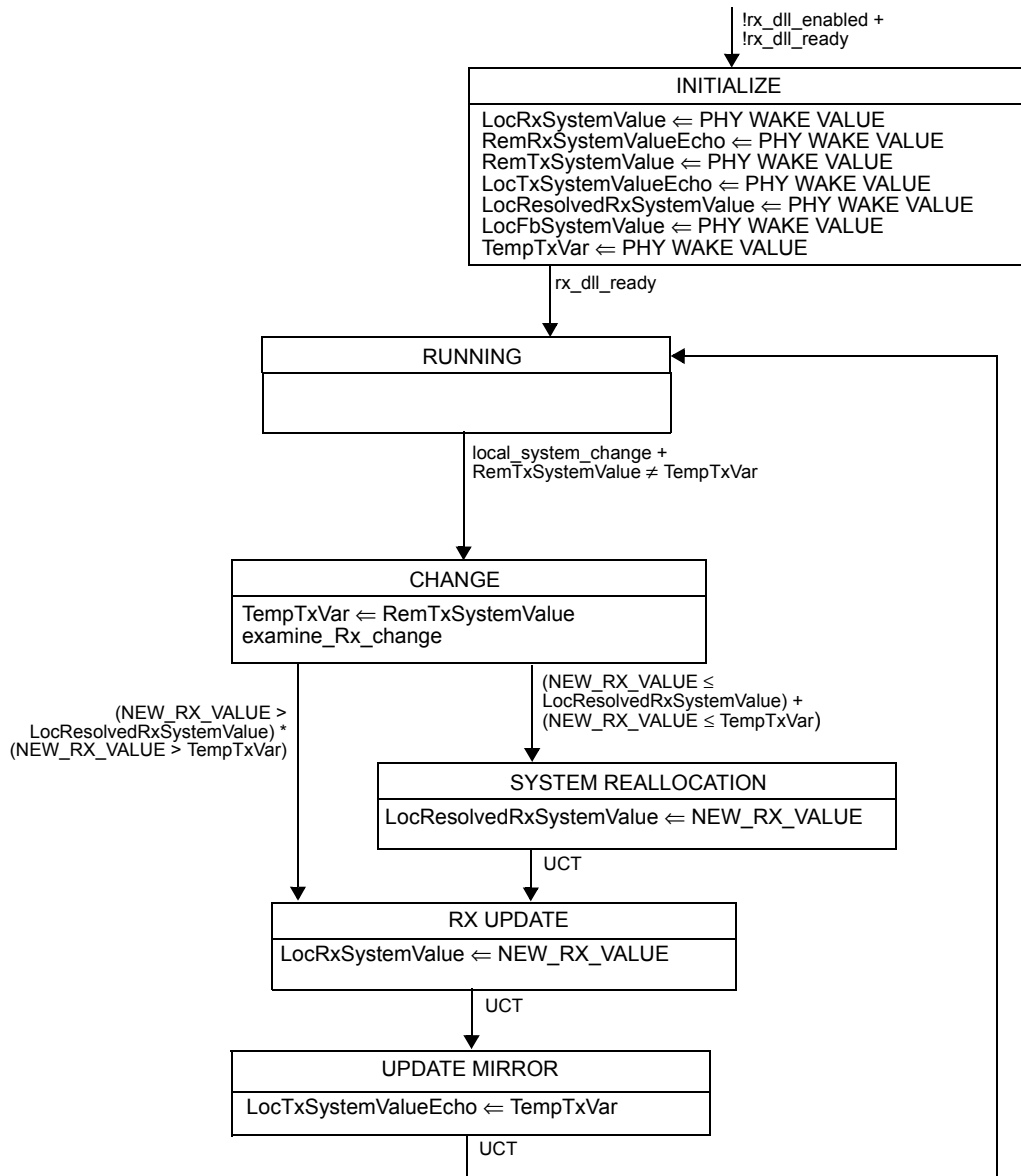 !rx_dll_enabled +
!rx_dll_ready
INITIALIZE
LocRxSystemValue ⇐ PHY WAKE VALUE
RemRxSystemValueEcho ⇐ PHY WAKE VALUE
RemTxSystemValue ⇐ PHY WAKE VALUE
LocTxSystemValueEcho ⇐ PHY WAKE VALUE
LocResolvedRxSystemValue ⇐ PHY WAKE VALUE
LocFbSystemValue ⇐ PHY WAKE VALUE
TempTxVar ⇐ PHY WAKE VALUE
rx_dll_ready
RUNNING
local_system_change +
RemTxSystemValue ≠ TempTxVar
CHANGE
TempTxVar ⇐ RemTxSystemValue
examine_Rx_change
(NEW_RX_VALUE >
LocResolvedRxSystemValue) *
(NEW_RX_VALUE > TempTxVar)
(NEW_RX_VALUE ≤
LocResolvedRxSystemValue) +
(NEW_RX_VALUE ≤ TempTxVar)
SYSTEM REALLOCATION
LocResolvedRxSystemValue ⇐ NEW_RX_VALUE
UCT
RX UPDATE
LocRxSystemValue ⇐ NEW_RX_VALUE
UCT
UPDATE MIRROR
LocTxSystemValueEcho ⇐ TempTxVar
UCT